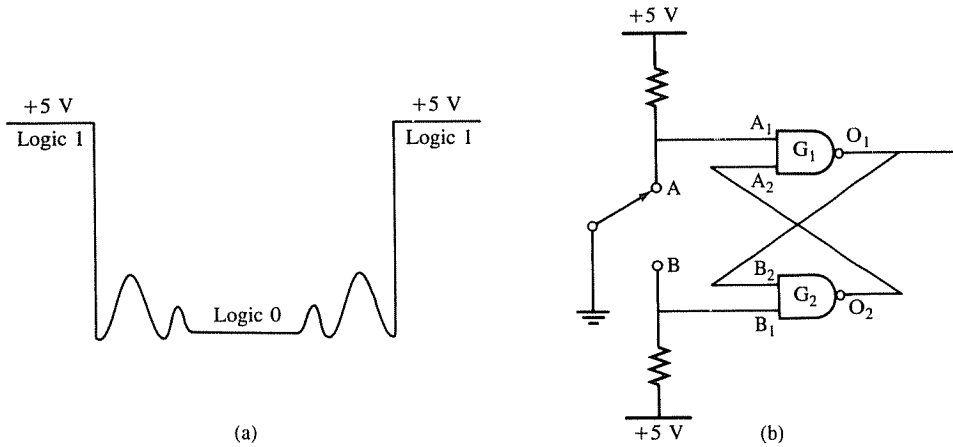 +5 V
Logic 1
+5 V
Logic 1
Logic 0
(a)
+5 V
A₁
G₁
O₁
A₂
A
B
B₂
G₂
O₂
B₁
+5 V
(b)